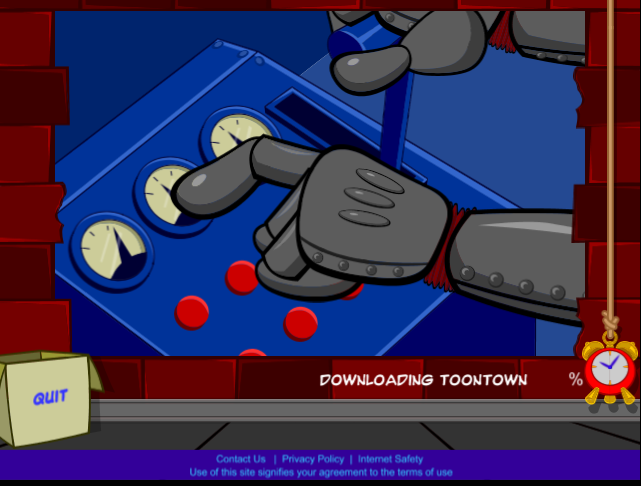 QUIT
DOWNLOADING TOONTOWN %
Contact Us | Privacy Policy | Internet Safety
Use of this site signifies your agreement to the terms of use